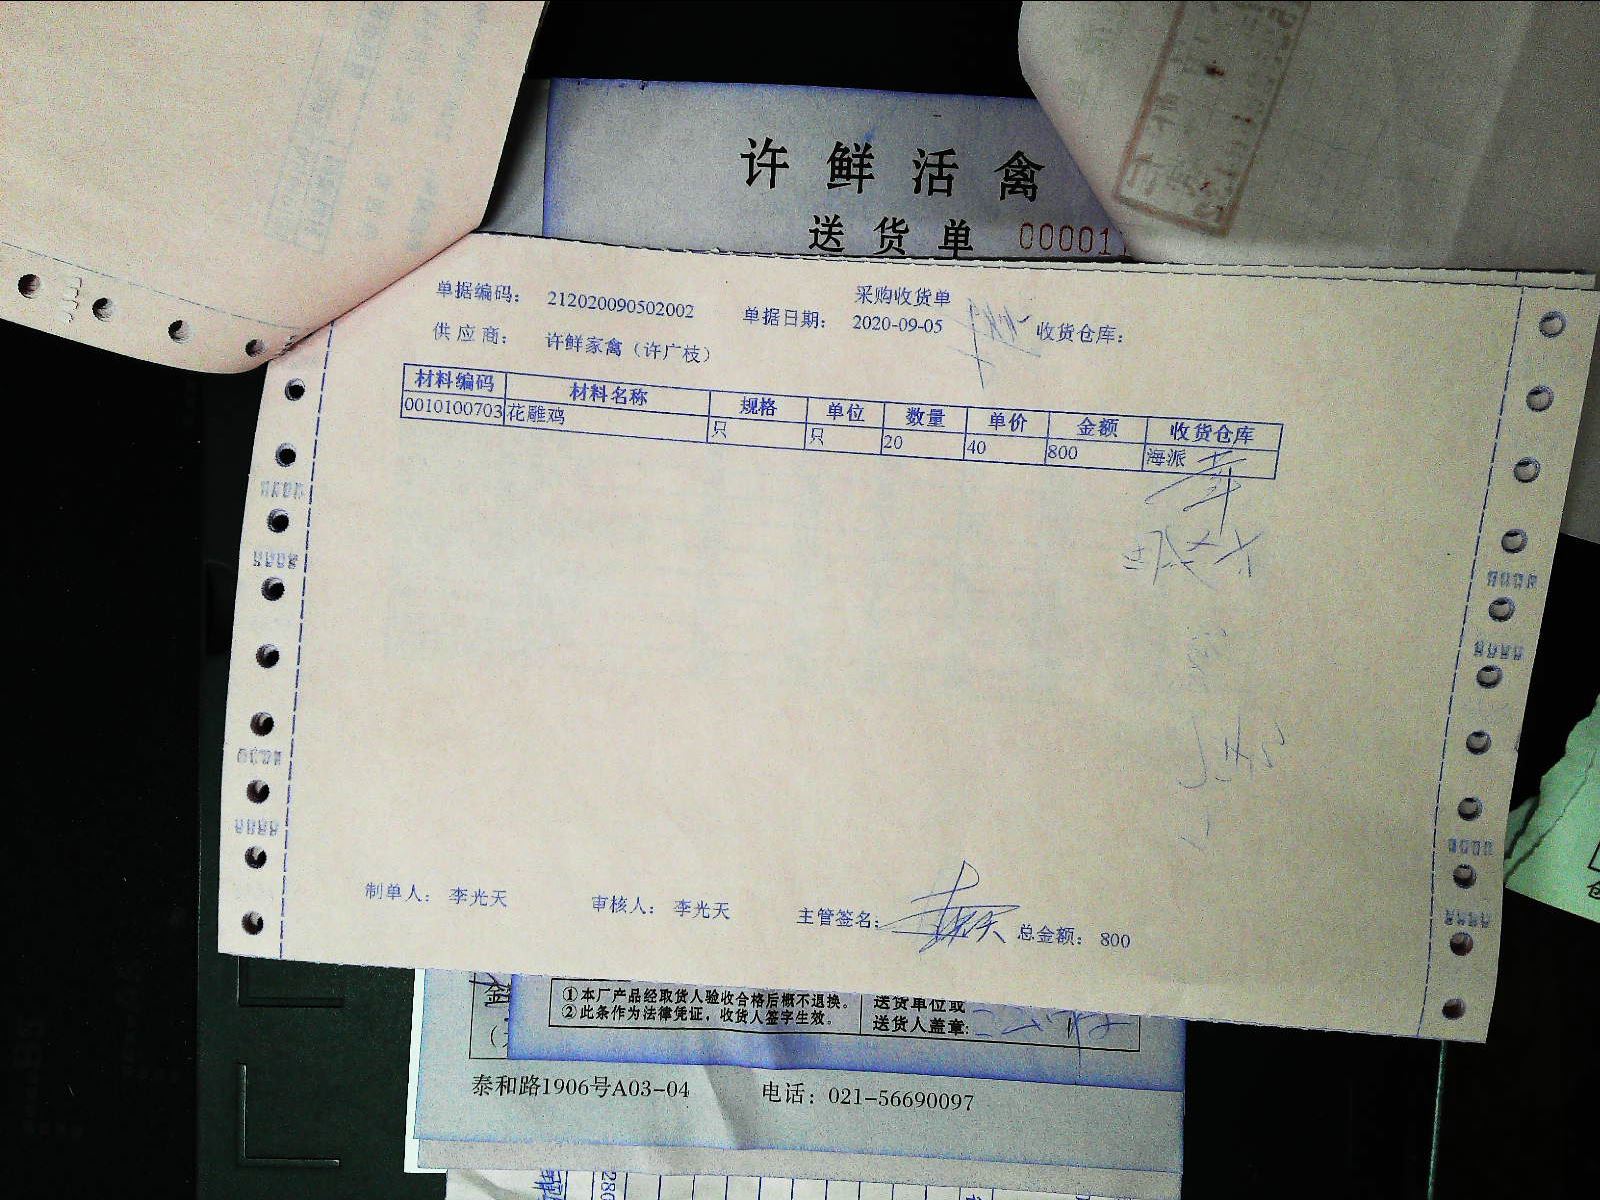 许鲜活禽
送货单 00001
采购收货单
单据编码： 212020090502002 单据日期： 2020-09-05 收货仓库：
供应商： 许鲜家禽（许广枝）
材料编码 材料名称 规格 单位 数量 单价 金额 收货仓库
0010100703 花雕鸡 只 只 20 40 800 海派
制单人： 李光天 审核人： 李光天 主管签名： 总金额： 800
①本厂产品经取货人验收合格后概不退换。 送货单位或
②此条作为法律凭证，收货人签字生效。 送货人盖章：
泰和路1906号A03-04 电话：021-56690097